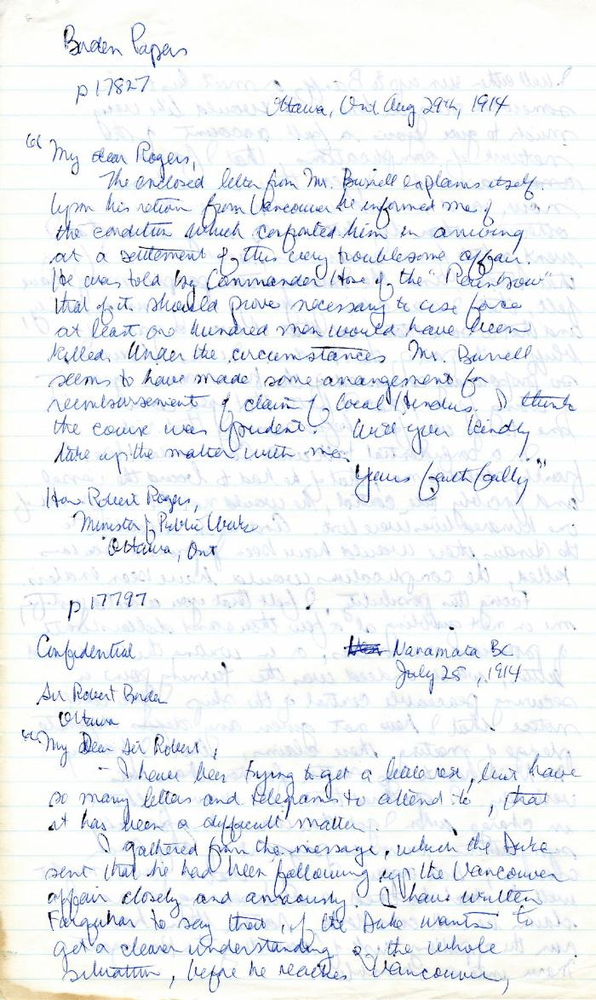 Borden Papers
p 17827
Ottawa, Ont. Aug 29th, 1914
"My dear Rogers,
The enclosed letter from Mr. Burrell explains itself.
Upon his return from Vancouver he informed me of
the condition which confronted him in arriving
at a settlement of this very troublesome affair.
He was told by Commander Hose of the "Rainbow"
that if it should prove necessary to use force
at least one hundred men would have been
killed. Under the circumstances Mr. Burrell
seems to have made some arangement for
reembursement of claim of local Hindus. I think
the course was prudent. Will you kindly
take up the matter with me.
Yours faithfully"
Hon Robert Rogers,
Minister of Public Works
Ottawa, Ont
p 17797
Confidential
Naramata BC
July 25, 1914
Sir Robert Borden
Ottawa
"My Dear Sir Robert,
- I have been trying to get a little rest, but have
so many letters and telegrams to attend to, that
it has been a difficult matter.
I gathered from the message, which the Duke
sent that he had been following up the Vancouver
affair closely and anxiously. I have written
Farquhar to say that, if the Duke wants to
get a clearer understanding of the whole
situation, before he reaches Vancouver,